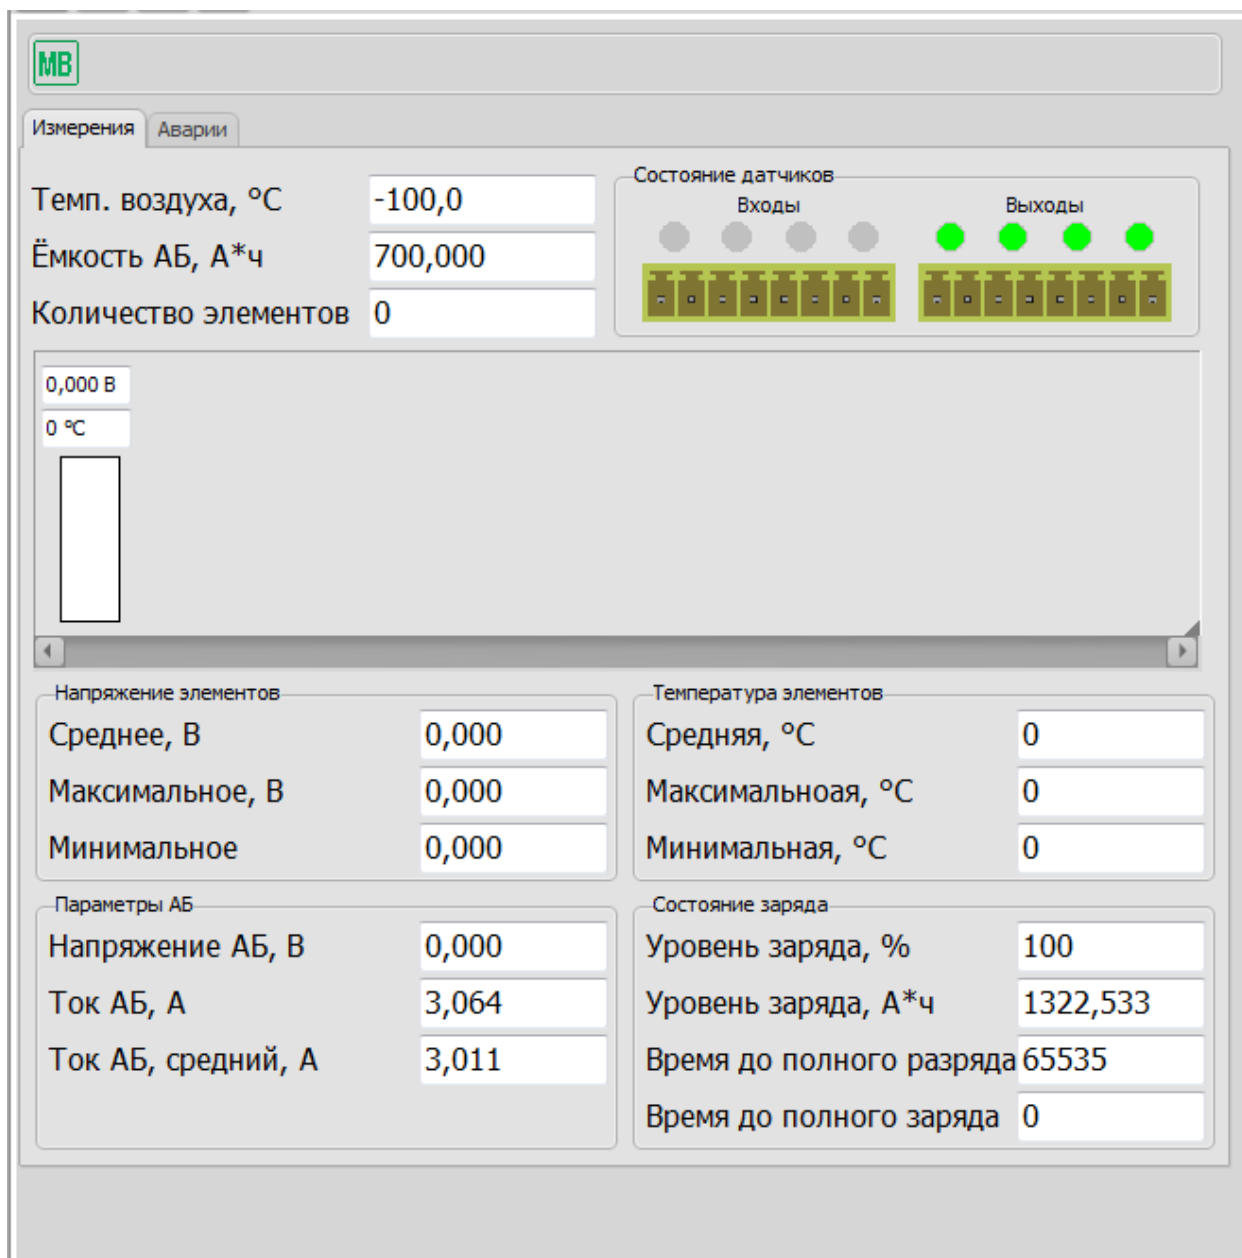 MB
Измерения Аварии
Темп. воздуха, °C -100,0
Ёмкость АБ, А*ч 700,000
Количество элементов 0
Состояние датчиков
Входы Выходы
0,000 В
0 °C
Напряжение элементов
Среднее, В 0,000
Максимальное, В 0,000
Минимальное 0,000
Температура элементов
Средняя, °C 0
Максимальноая, °C 0
Минимальная, °C 0
Параметры АБ
Напряжение АБ, В 0,000
Ток АБ, А 3,064
Ток АБ, средний, А 3,011
Состояние заряда
Уровень заряда, % 100
Уровень заряда, А*ч 1322,533
Время до полного разряда 65535
Время до полного заряда 0